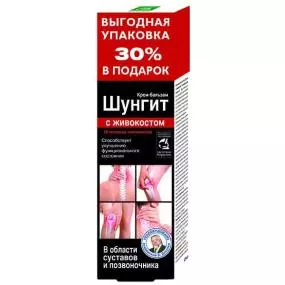 ВЫГОДНАЯ
УПАКОВКА
30%
В ПОДАРОК
Крем-бальзам
Шунгит
с живокостом
Способствует
улучшению
функционального
состояния
В области
суставов
и позвоночника